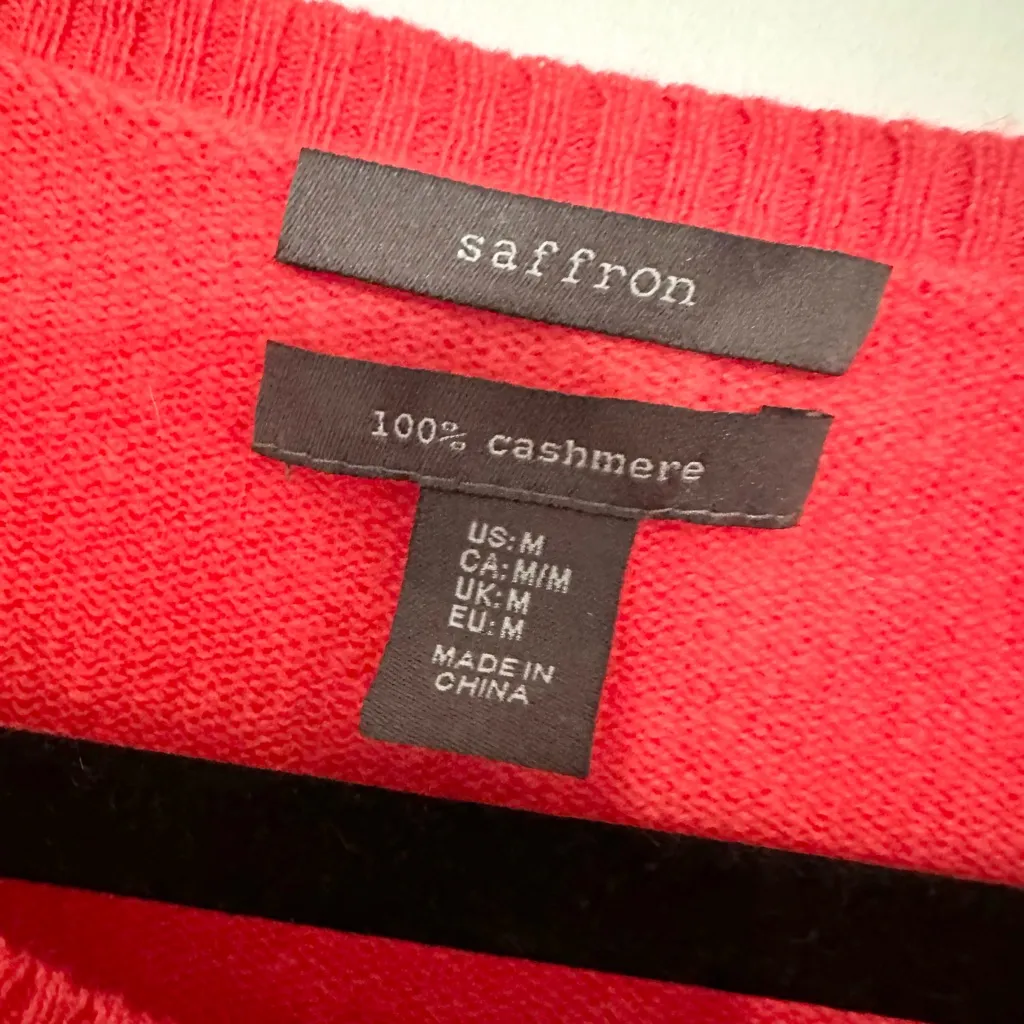 saffron
100% cashmere
US: M
CA: M/M
UK: M
EU: M
MADE IN
CHINA